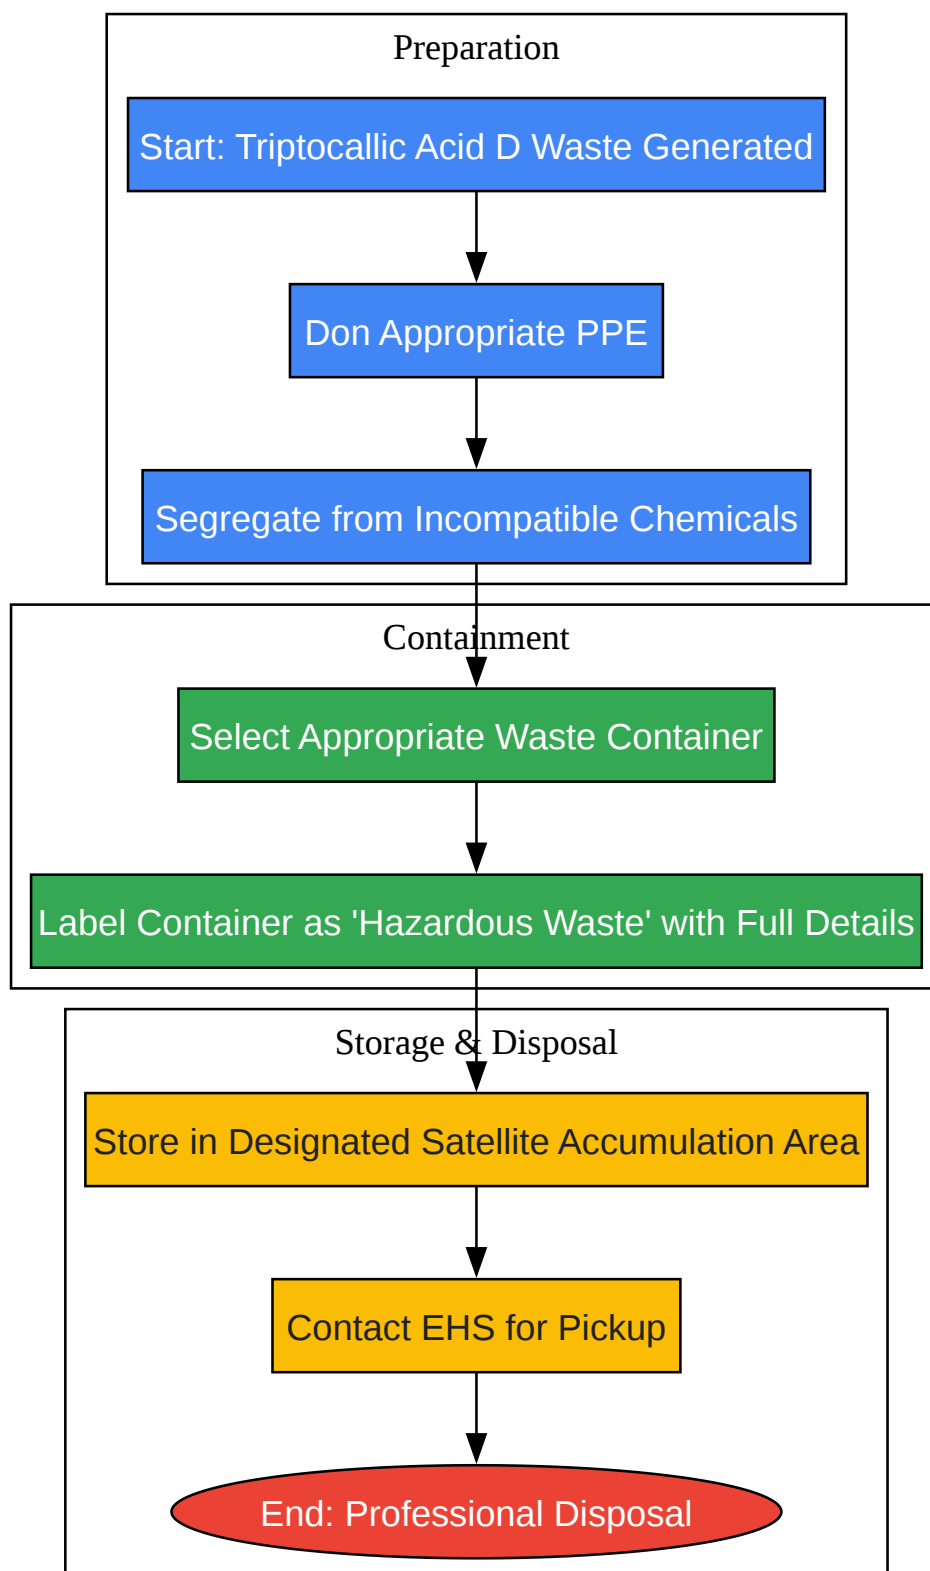 Preparation
Start: Triptocallic Acid D Waste Generated
Don Appropriate PPE
Segregate from Incompatible Chemicals
Containment
Select Appropriate Waste Container
Label Container as 'Hazardous Waste' with Full Details
Storage & Disposal
Store in Designated Satellite Accumulation Area
Contact EHS for Pickup
End: Professional Disposal